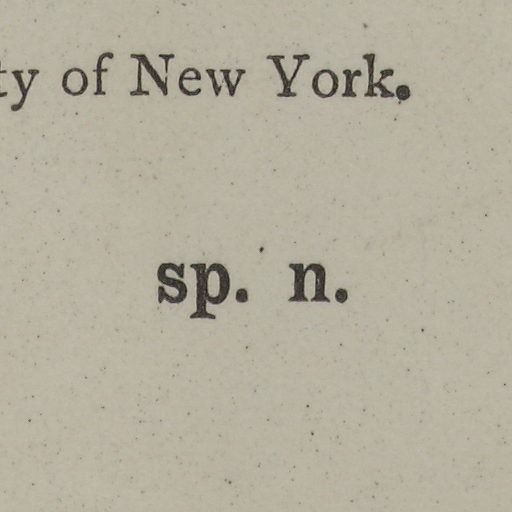 ty of New York.
sp. n.